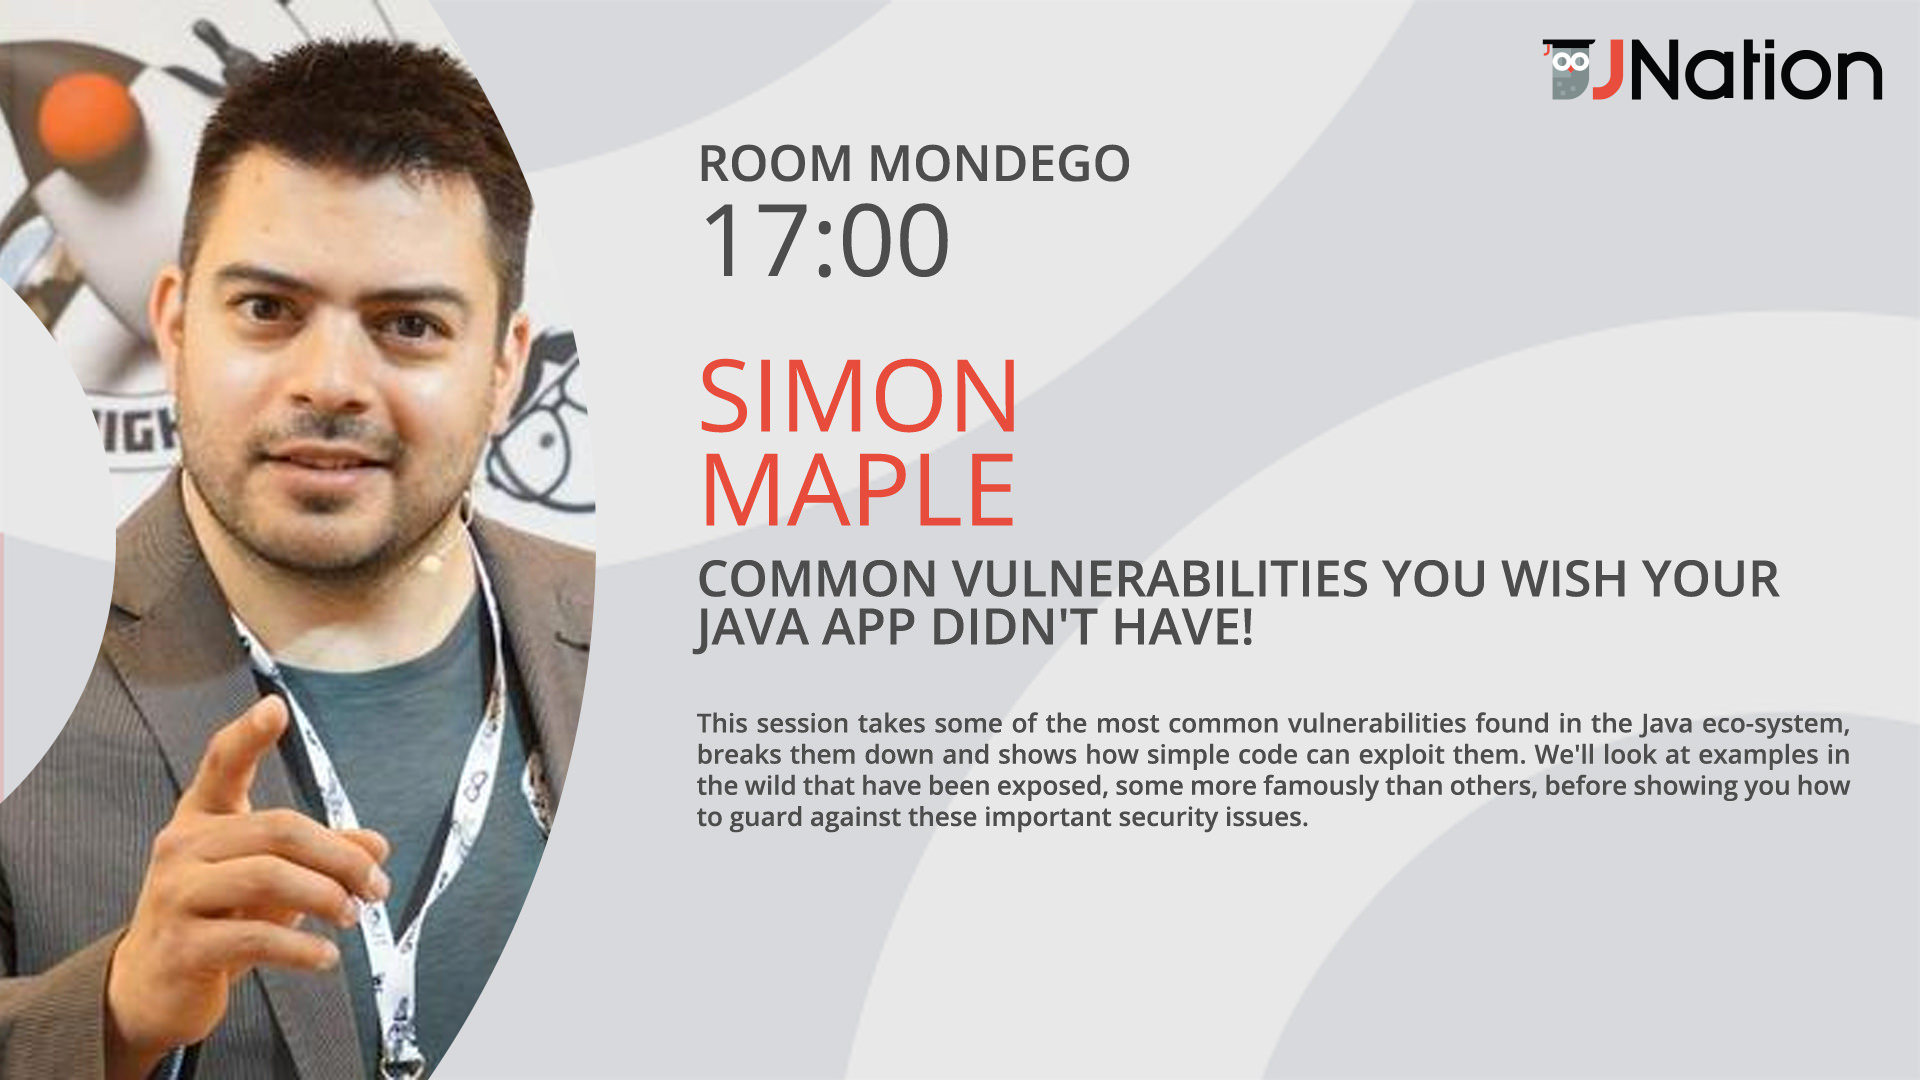 JNation
ROOM MONDEGO
17:00
SIMON
MAPLE
COMMON VULNERABILITIES YOU WISH YOUR
JAVA APP DIDN'T HAVE!
This session takes some of the most common vulnerabilities found in the Java eco-system,
breaks them down and shows how simple code can exploit them. We'll look at examples in
the wild that have been exposed, some more famously than others, before showing you how
to guard against these important security issues.